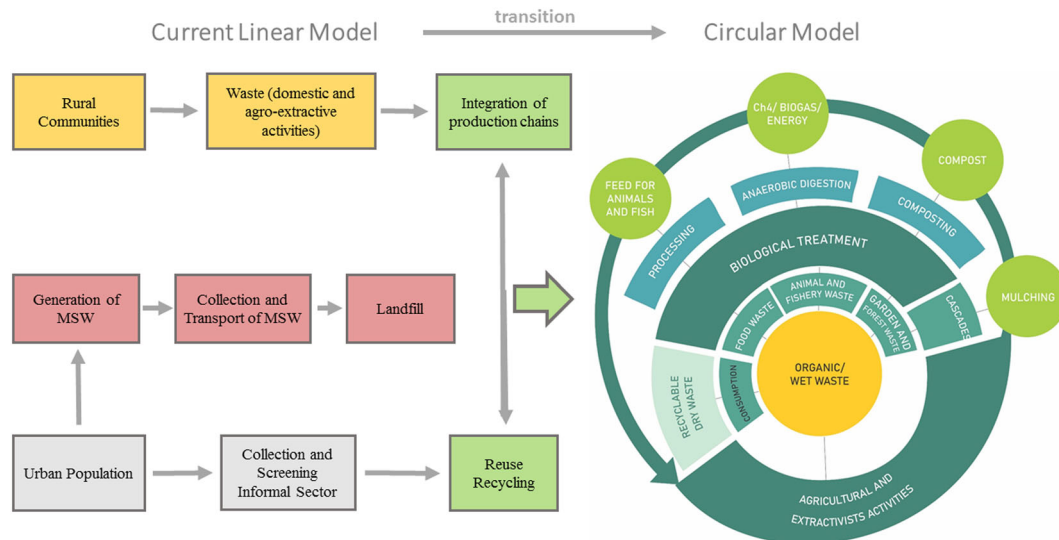 transition
Current Linear Model
Circular Model
Rural
Communities
Waste (domestic and
agro-extractive
activities)
Integration of
production chains
Generation of
MSW
Collection and
Transport of MSW
Landfill
Urban Population
Collection and
Screening
Informal Sector
Reuse
Recycling
Ch4/ BIOGAS/
ENERGY
COMPOST
FEED FOR
ANIMALS
AND FISH
MULCHING
PROCESSING
ANAEROBIC DIGESTION
COMPOSTING
BIOLOGICAL TREATMENT
FOOD WASTE
ANIMAL AND
FISHERY WASTE
GARDEN AND
FOREST WASTE
CASCADES
ORGANIC/
WET WASTE
CONSUMPTION
RECYCLABLE
DRY WASTE
AGRICULTURAL AND
EXTRACTIVISTS ACTIVITIES